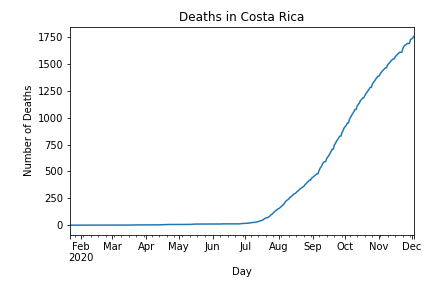 Deaths in Costa Rica
Number of Deaths
1750
1500
1250
1000
750
500
250
0
Feb Mar Apr May Jun Jul Aug Sep Oct Nov Dec
2020
Day